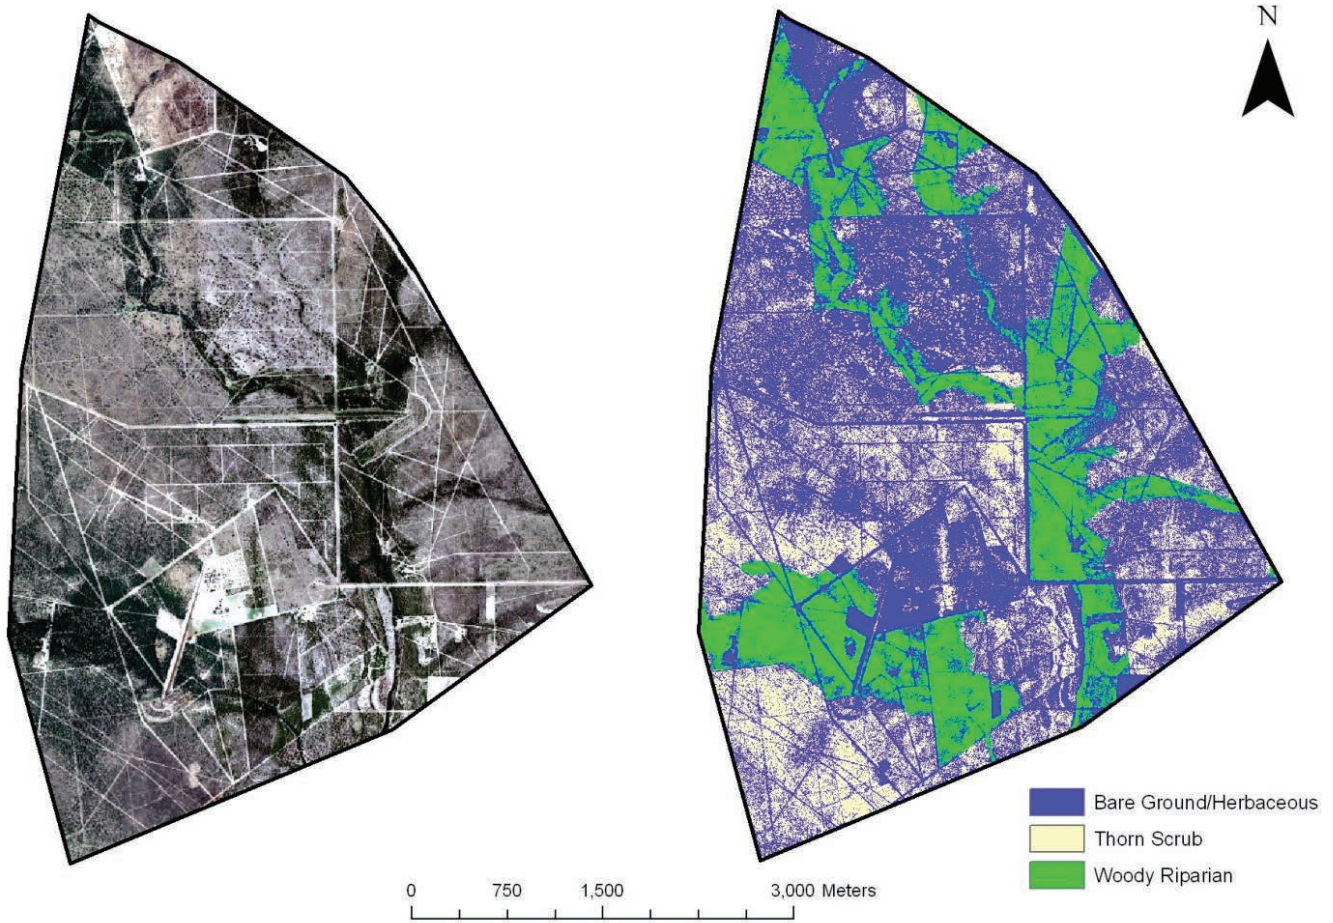 N
Bare Ground/Herbaceous
Thorn Scrub
Woody Riparian
0 750 1,500 3,000 Meters